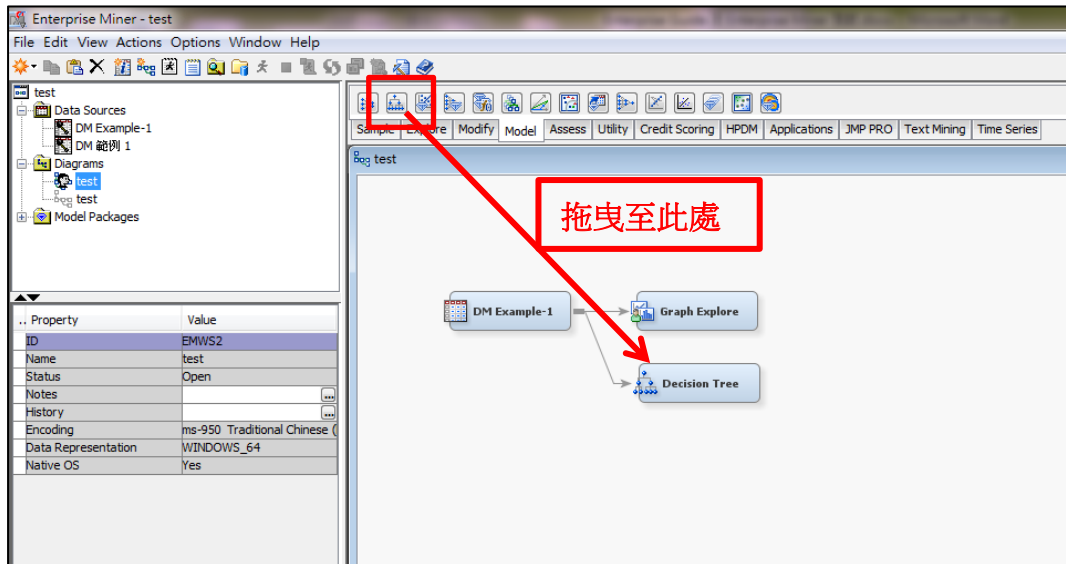 Enterprise Miner - test
File Edit View Actions Options Window Help
test
Data Sources
DM Example-1
DM 範例 1
Diagrams
test
test
Model Packages
.. Property Value
ID EMWS2
Name test
Status Open
Notes ...
History ...
Encoding ms-950 Traditional Chinese (
Data Representation WINDOWS_64
Native OS Yes
Sample Explore Modify Model Assess Utility Credit Scoring HPDM Applications JMP PRO Text Mining Time Series
test
拖曳至此處
DM Example-1
Graph Explore
Decision Tree